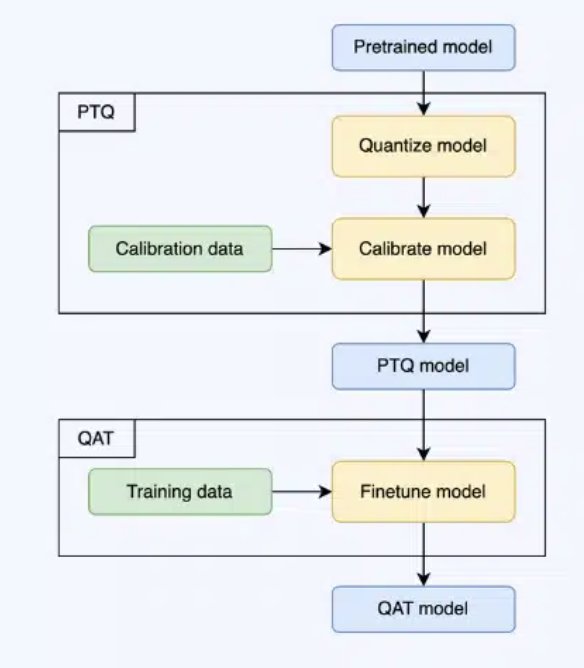 Pretrained model
PTQ
Quantize model
Calibration data
Calibrate model
PTQ model
QAT
Training data
Finetune model
QAT model